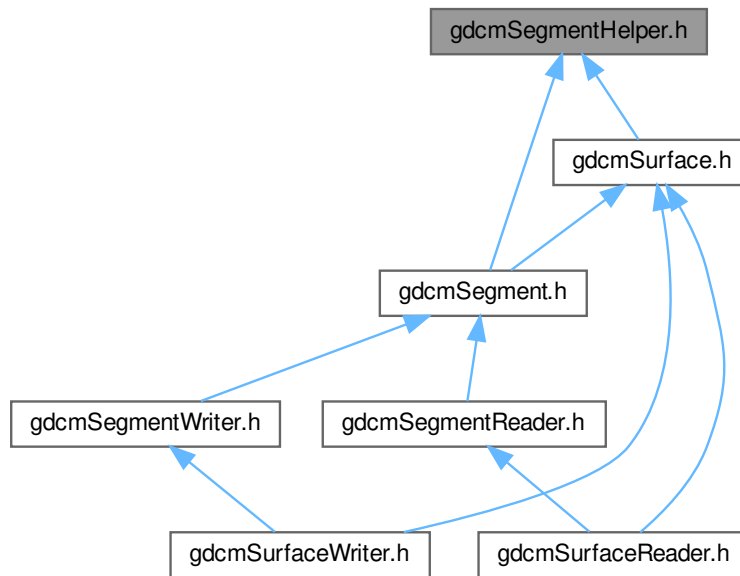 gdcmSegmentHelper.h
gdcmSurface.h
gdcmSegment.h
gdcmSegmentWriter.h
gdcmSegmentReader.h
gdcmSurfaceWriter.h
gdcmSurfaceReader.h